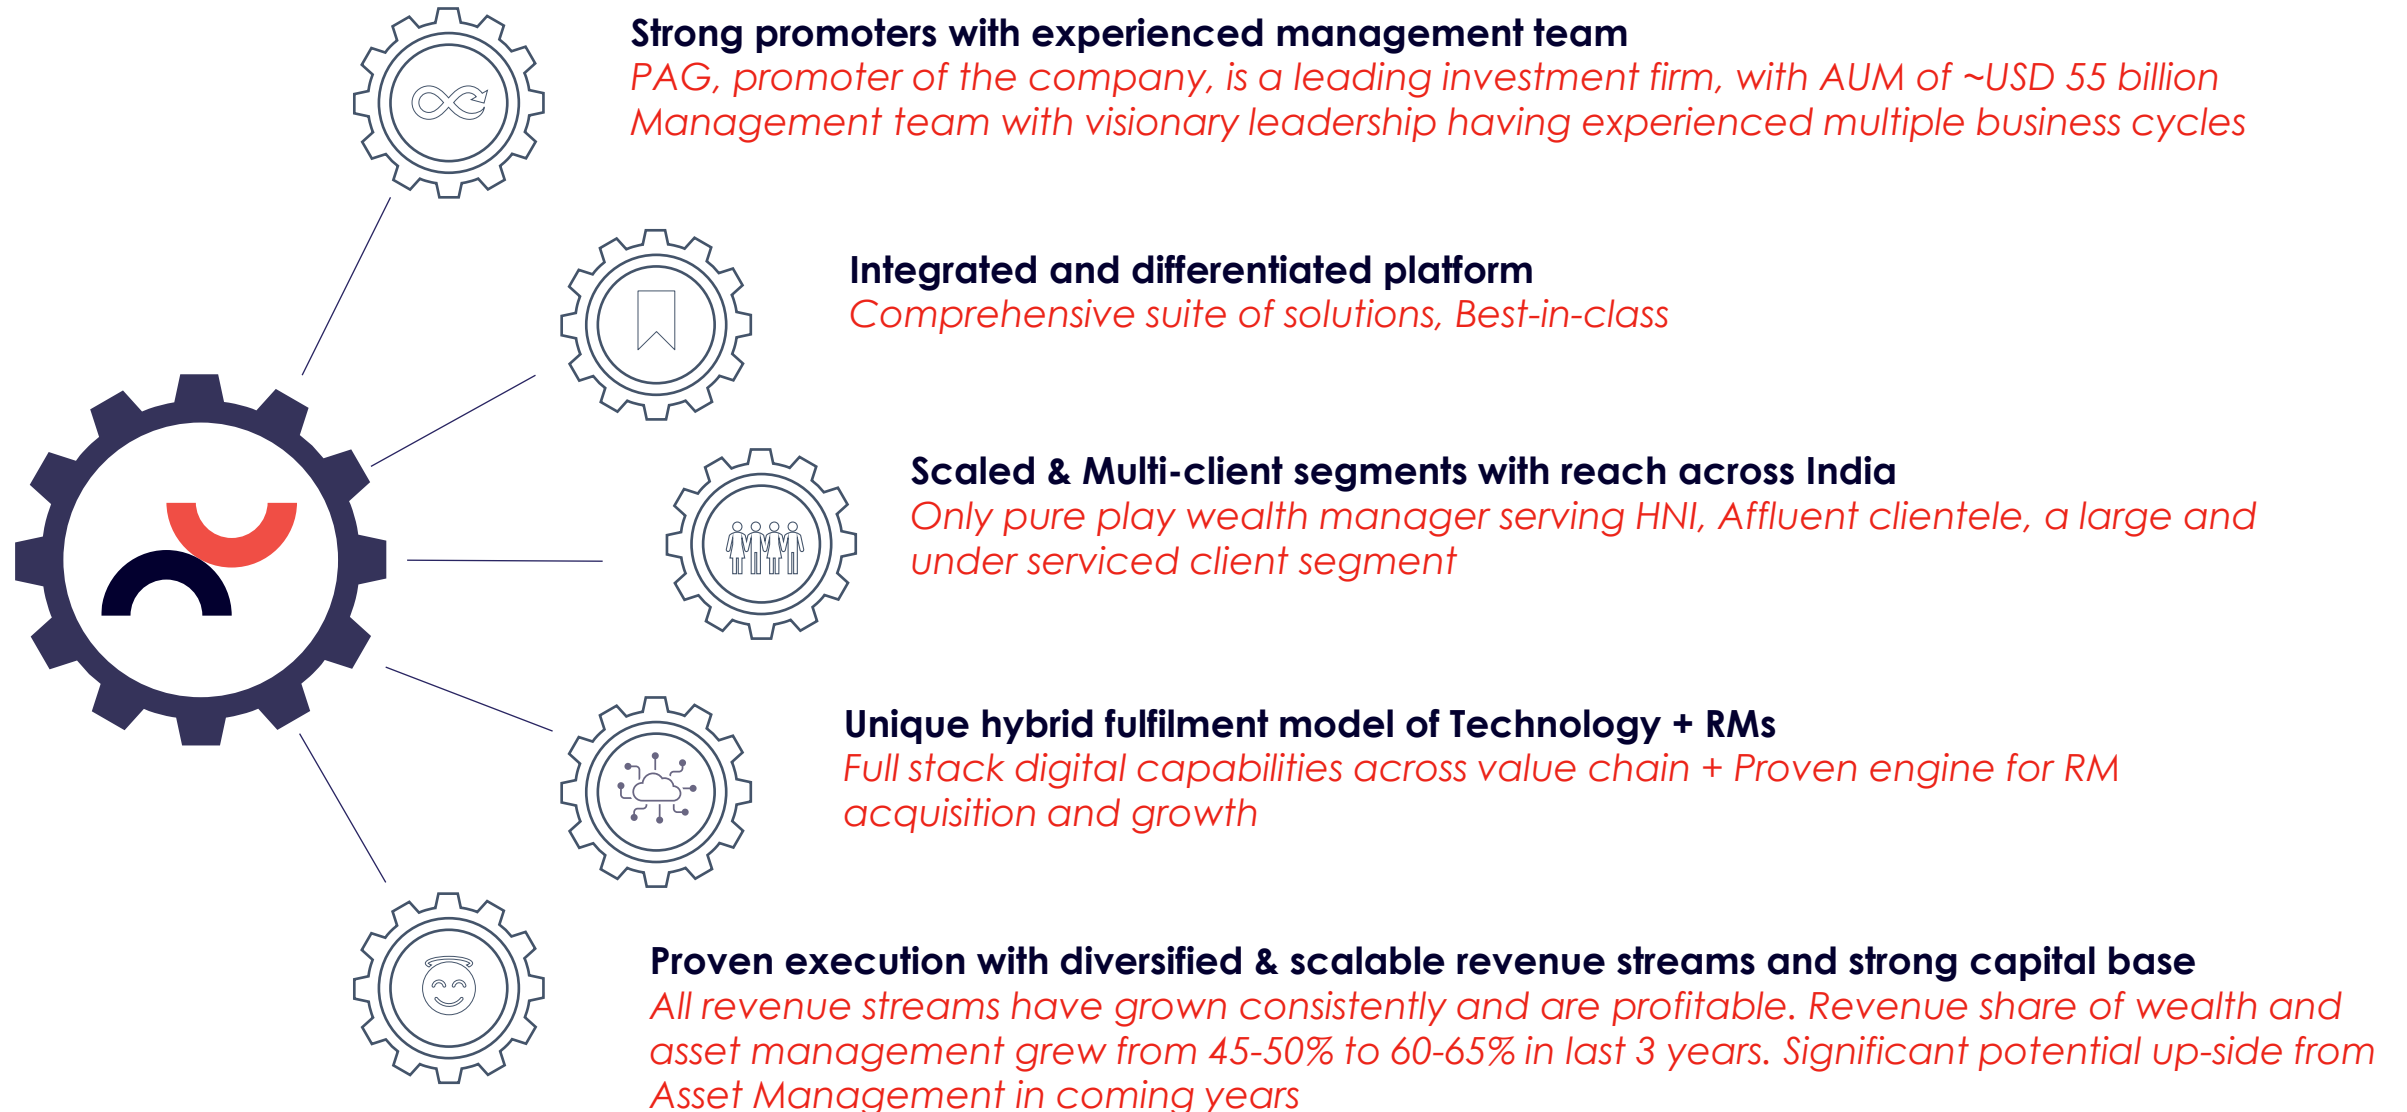 Strong promoters with experienced management team
PAG, promoter of the company, is a leading investment firm, with AUM of ~USD 55 billion
Management team with visionary leadership having experienced multiple business cycles
Integrated and differentiated platform
Comprehensive suite of solutions, Best-in-class
Scaled & Multi-client segments with reach across India
Only pure play wealth manager serving HNI, Affluent clientele, a large and
under serviced client segment
Unique hybrid fulfilment model of Technology + RMs
Full stack digital capabilities across value chain + Proven engine for RM
acquisition and growth
Proven execution with diversified & scalable revenue streams and strong capital base
All revenue streams have grown consistently and are profitable. Revenue share of wealth and
asset management grew from 45-50% to 60-65% in last 3 years. Significant potential up-side from
Asset Management in coming years